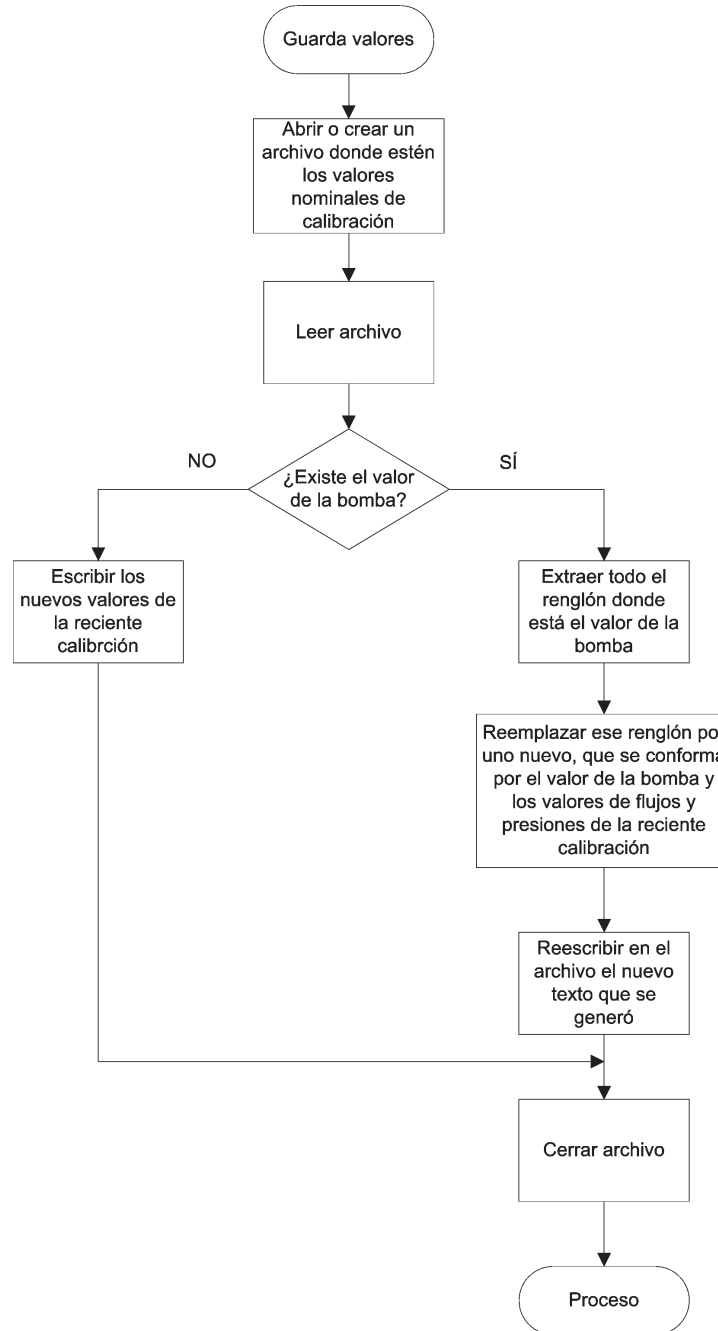 Guarda valores
Abrir o crear un
archivo donde estén
los valores
nominales de
calibración
Leer archivo
¿Existe el valor
de la bomba?
NO
SÍ
Escribir los
nuevos valores de
la reciente
calibrción
Extraer todo el
renglón donde
está el valor de la
bomba
Reemplazar ese renglón po
uno nuevo, que se conforma
por el valor de la bomba y
los valores de flujos y
presiones de la reciente
calibración
Reescribir en el
archivo el nuevo
texto que se
generó
Cerrar archivo
Proceso